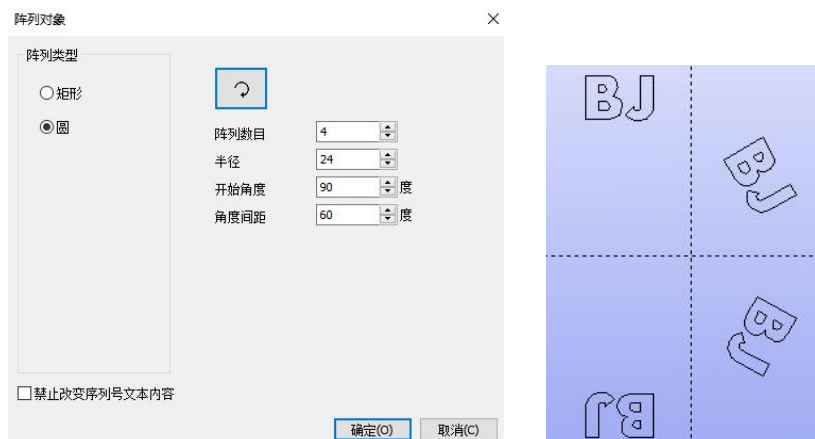 阵列对象
阵列类型
矩形
圆
阵列数目 4
半径 24
开始角度 90 度
角度间距 60 度
禁止改变序列号文本内容
确定(O) 取消(C)
BJ
BJ
BJ
BJ